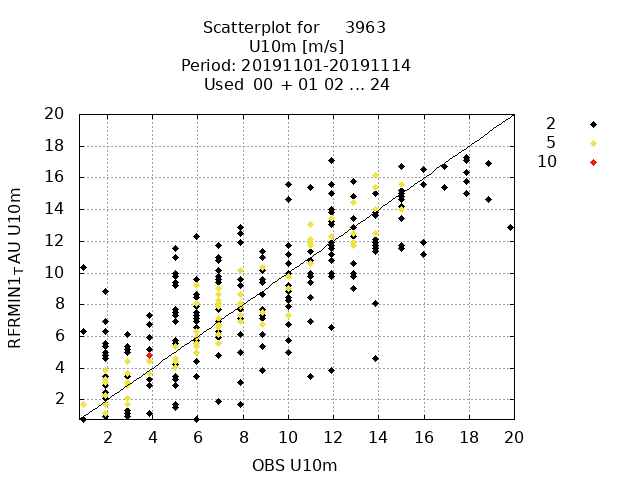 Scatterplot for 3963
U10m [m/s]
Period: 20191101-20191114
Used 00 + 01 02 ... 24
20
18
16
14
12
10
8
6
4
2
2 4 6 8 10 12 14 16 18 20
RFRMIN1T AU U10m
OBS U10m
2
5
10